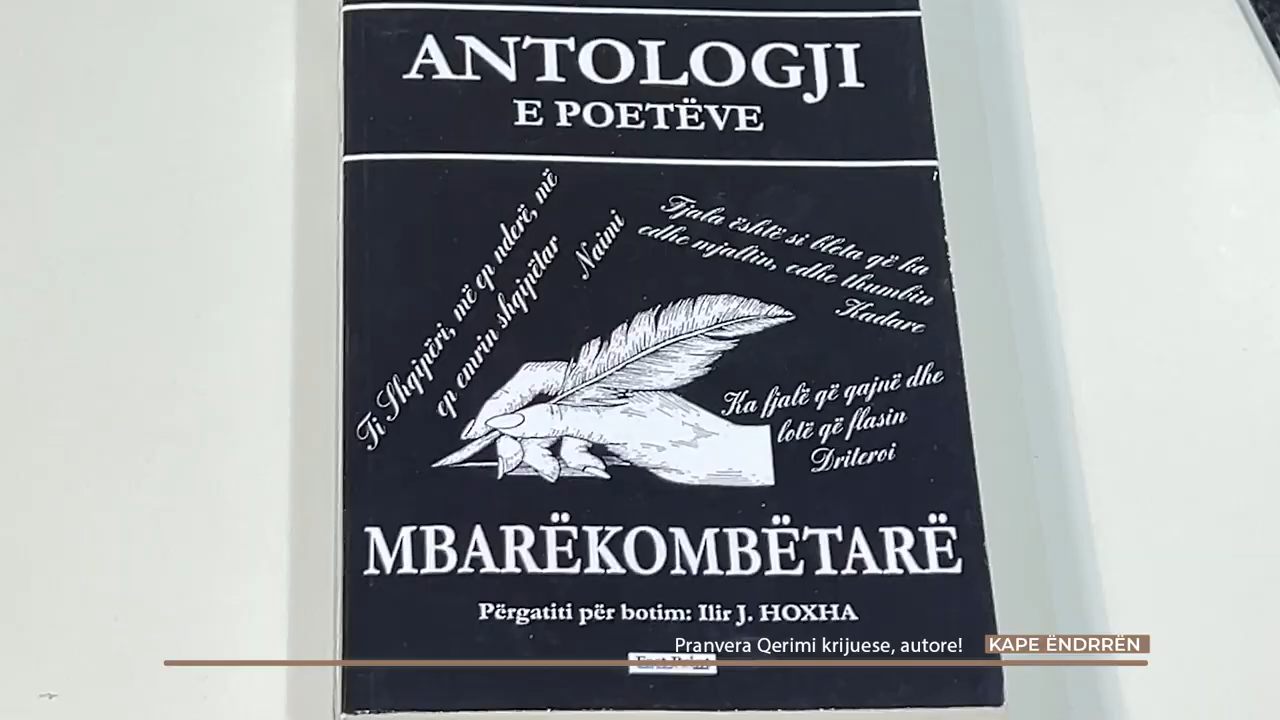 ANTOLOGJI
E POETËVE
Ti Shqipëri, më ep nderë, më
ep emrin shqipëtar
Naimi
Fjala është si bleta që ka
edhe mjaltin, edhe thumbin
Kadare
Ka fjalë që qajnë dhe
lotë që flasin
Driteroi
MBARËKOMBËTARË
Përgatiti për botim: Ilir J. HOXHA
Pranvera Qerimi krijuese, autore!
KAPE ËNDRRËN